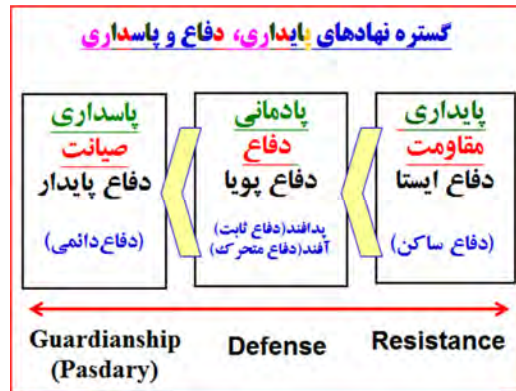 گستره نهادهای پایداری، دفاع و پاسداری
پایداری
مقاومت
دفاع ایستا
(دفاع ساکن)
پادمانی
دفاع
دفاع پویا
پدافند(دفاع ثابت)
آفند(دفاع متحرک)
پاسداری
صیانت
دفاع پایدار
(دفاع دائمی)
Guardianship
(Pasdary)
Defense
Resistance